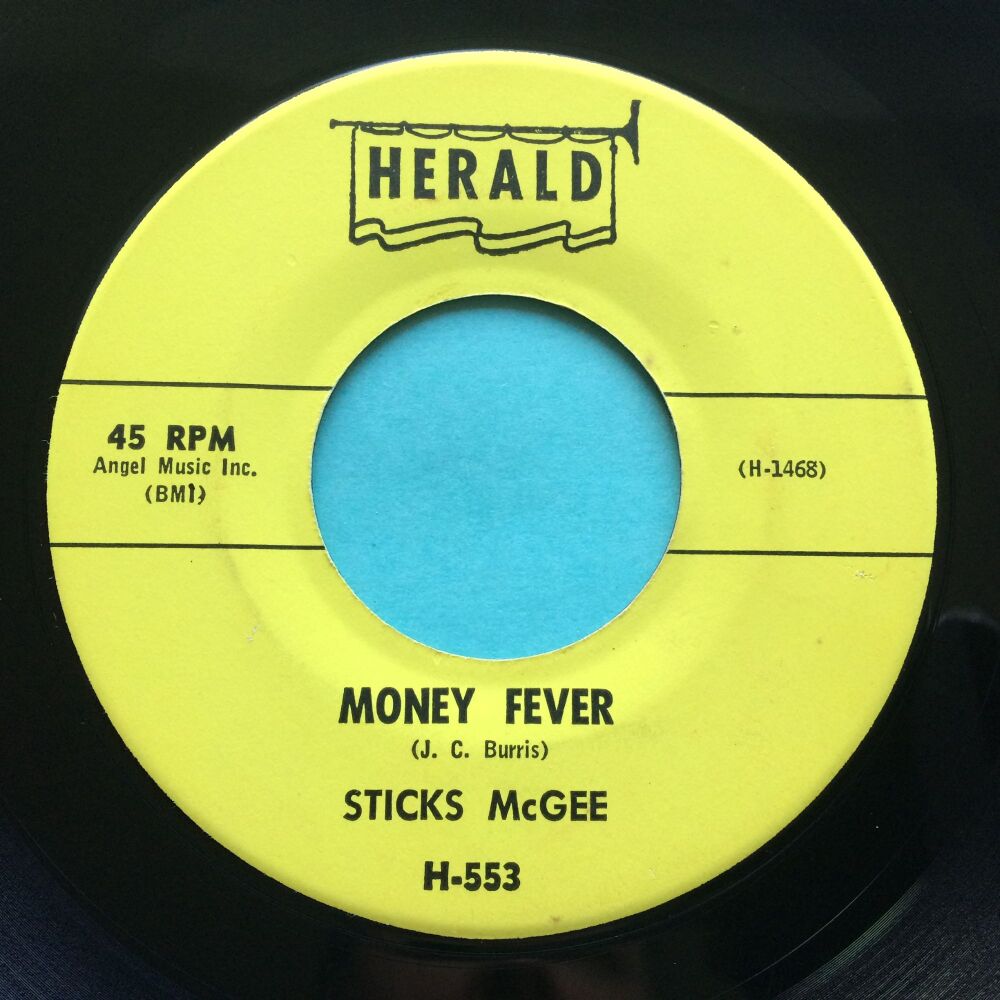 HERALD
45 RPM
Angel Music Inc.
(BMI)
(H-1468)
MONEY FEVER
(J. C. Burris)
STICKS McGEE
H-553